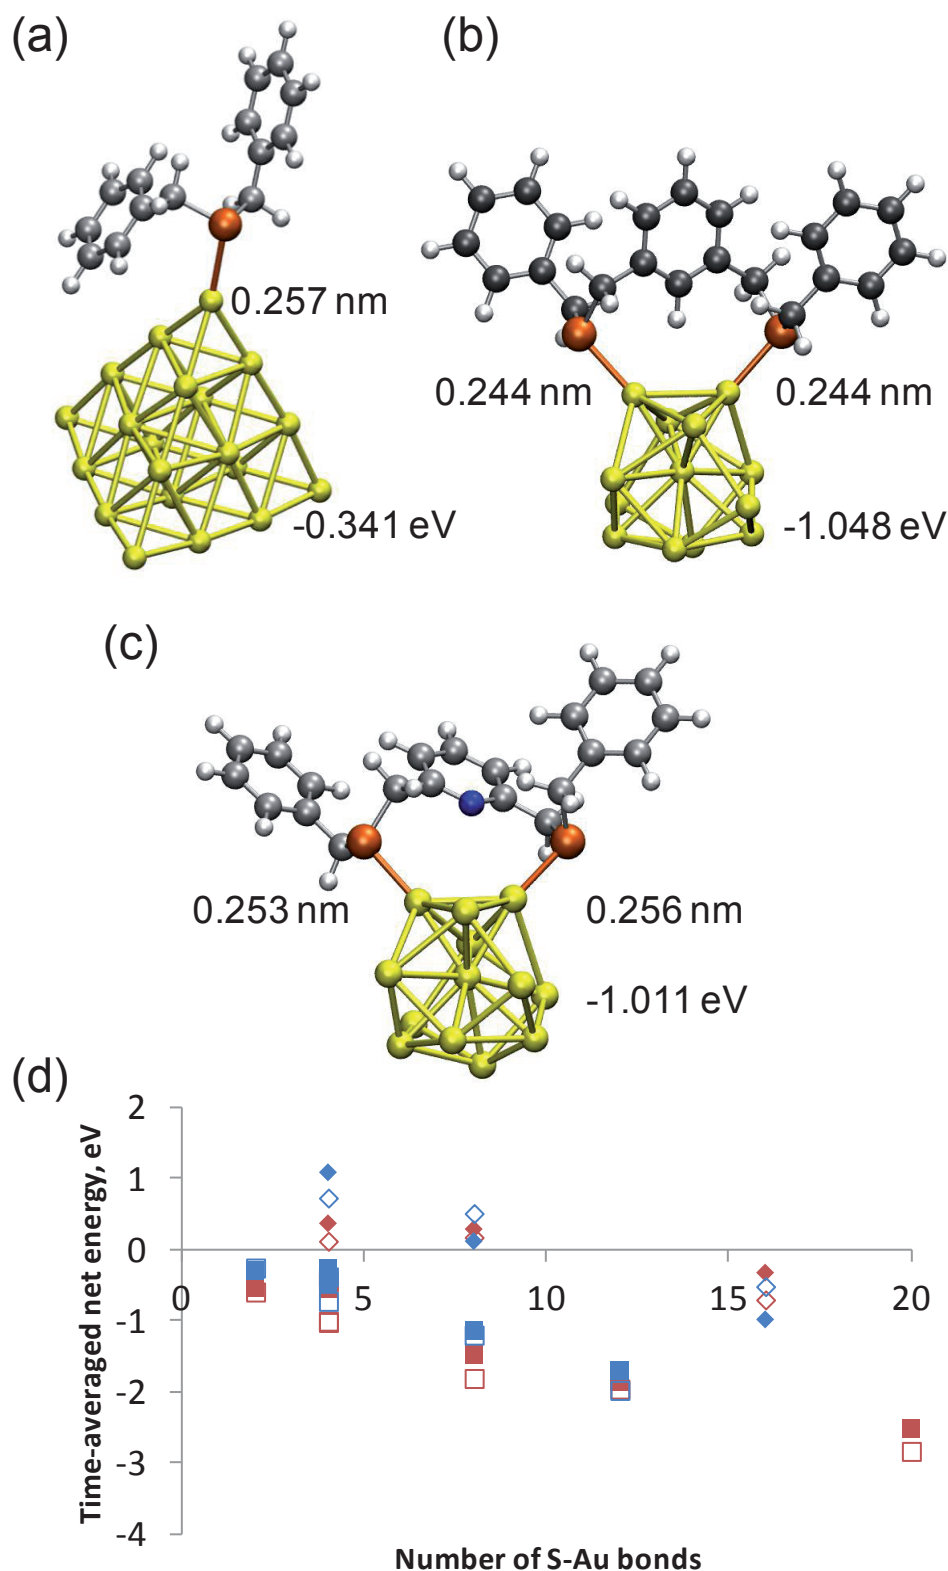 (a)
(b)
0.257 nm
0.244 nm
0.244 nm
-0.341 eV
-1.048 eV
(c)
0.253 nm
0.256 nm
-1.011 eV
(d)
Time-averaged net energy, eV
2
1
0
-1
-2
-3
-4
0 5 10 15 20
Number of S-Au bonds